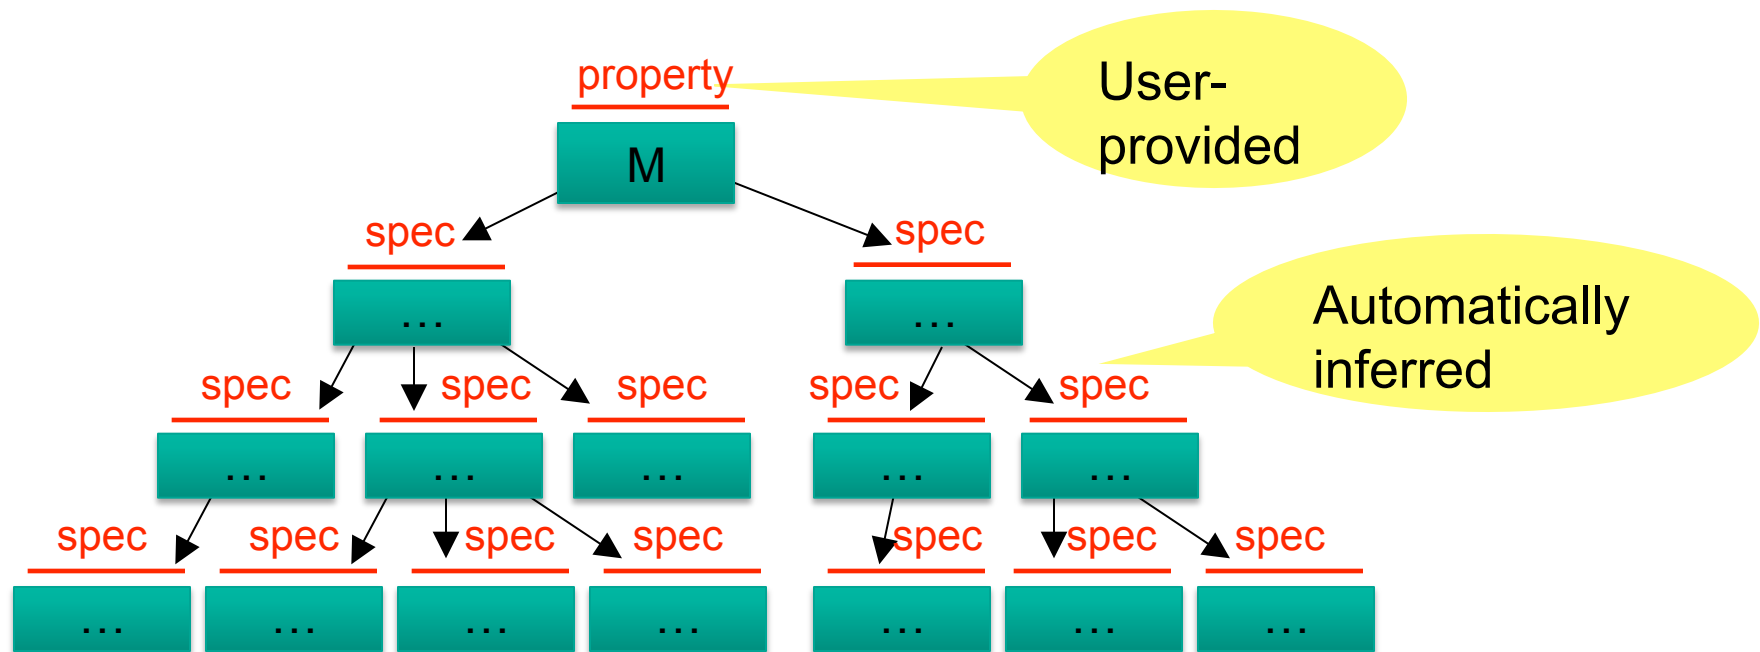 property
User-
provided
M
spec spec
... ...
Automatically
inferred
spec spec spec spec spec
... ... ... ... ...
spec spec spec spec spec spec spec
... ... ... ... ... ... ...